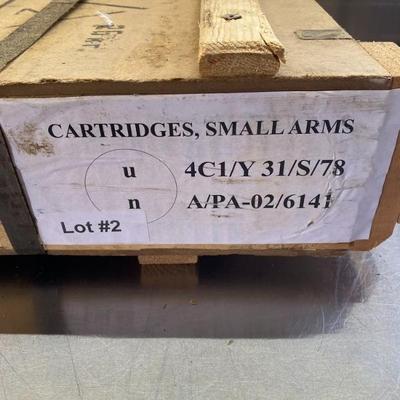 CARTRIDGES, SMALL ARMS
u 4C1/Y 31/S/78
n A/PA-02/6141
Lot #2